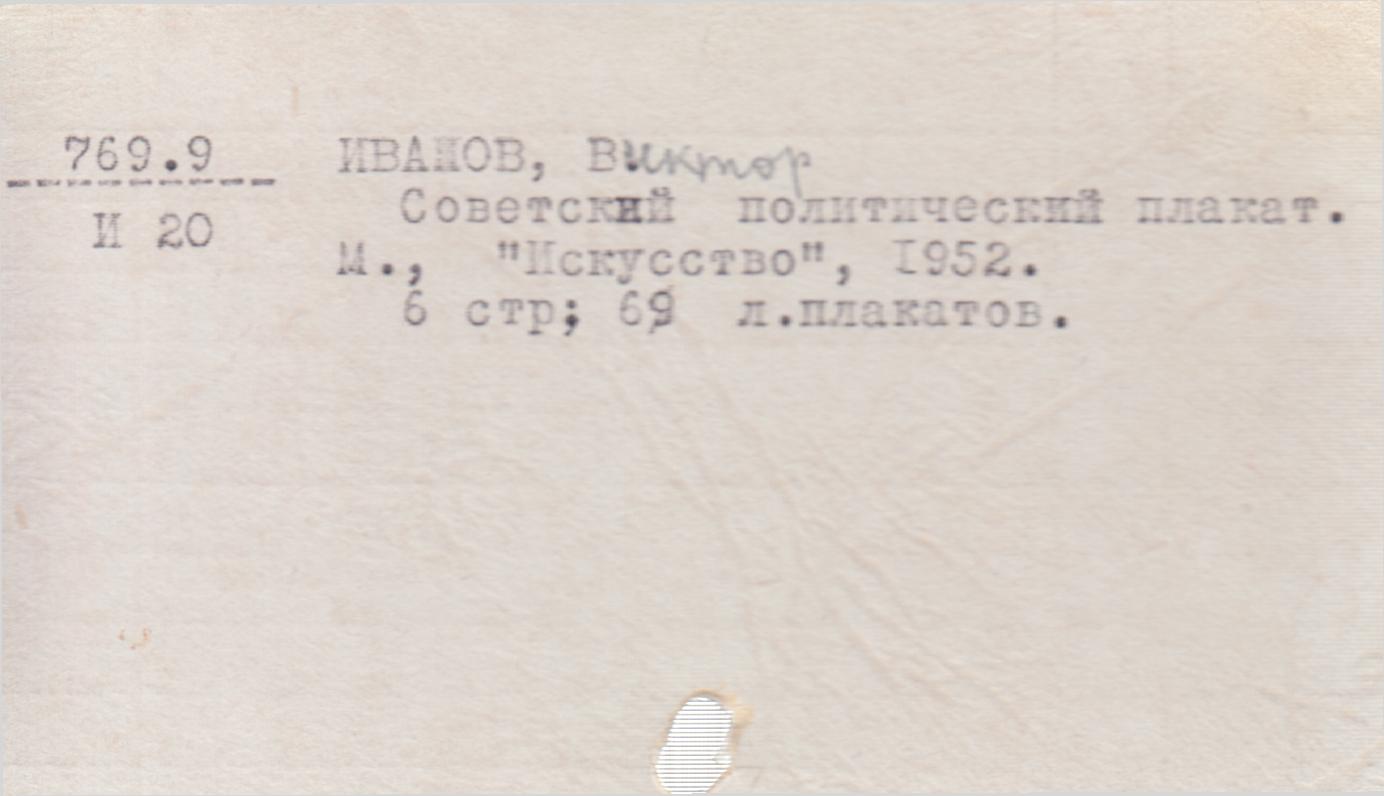 769.9 ИВАНОВ, Виктор
И 20 Советский политический плакат.
М., "Искусство", 1952.
6 стр; 69 л.плакатов.